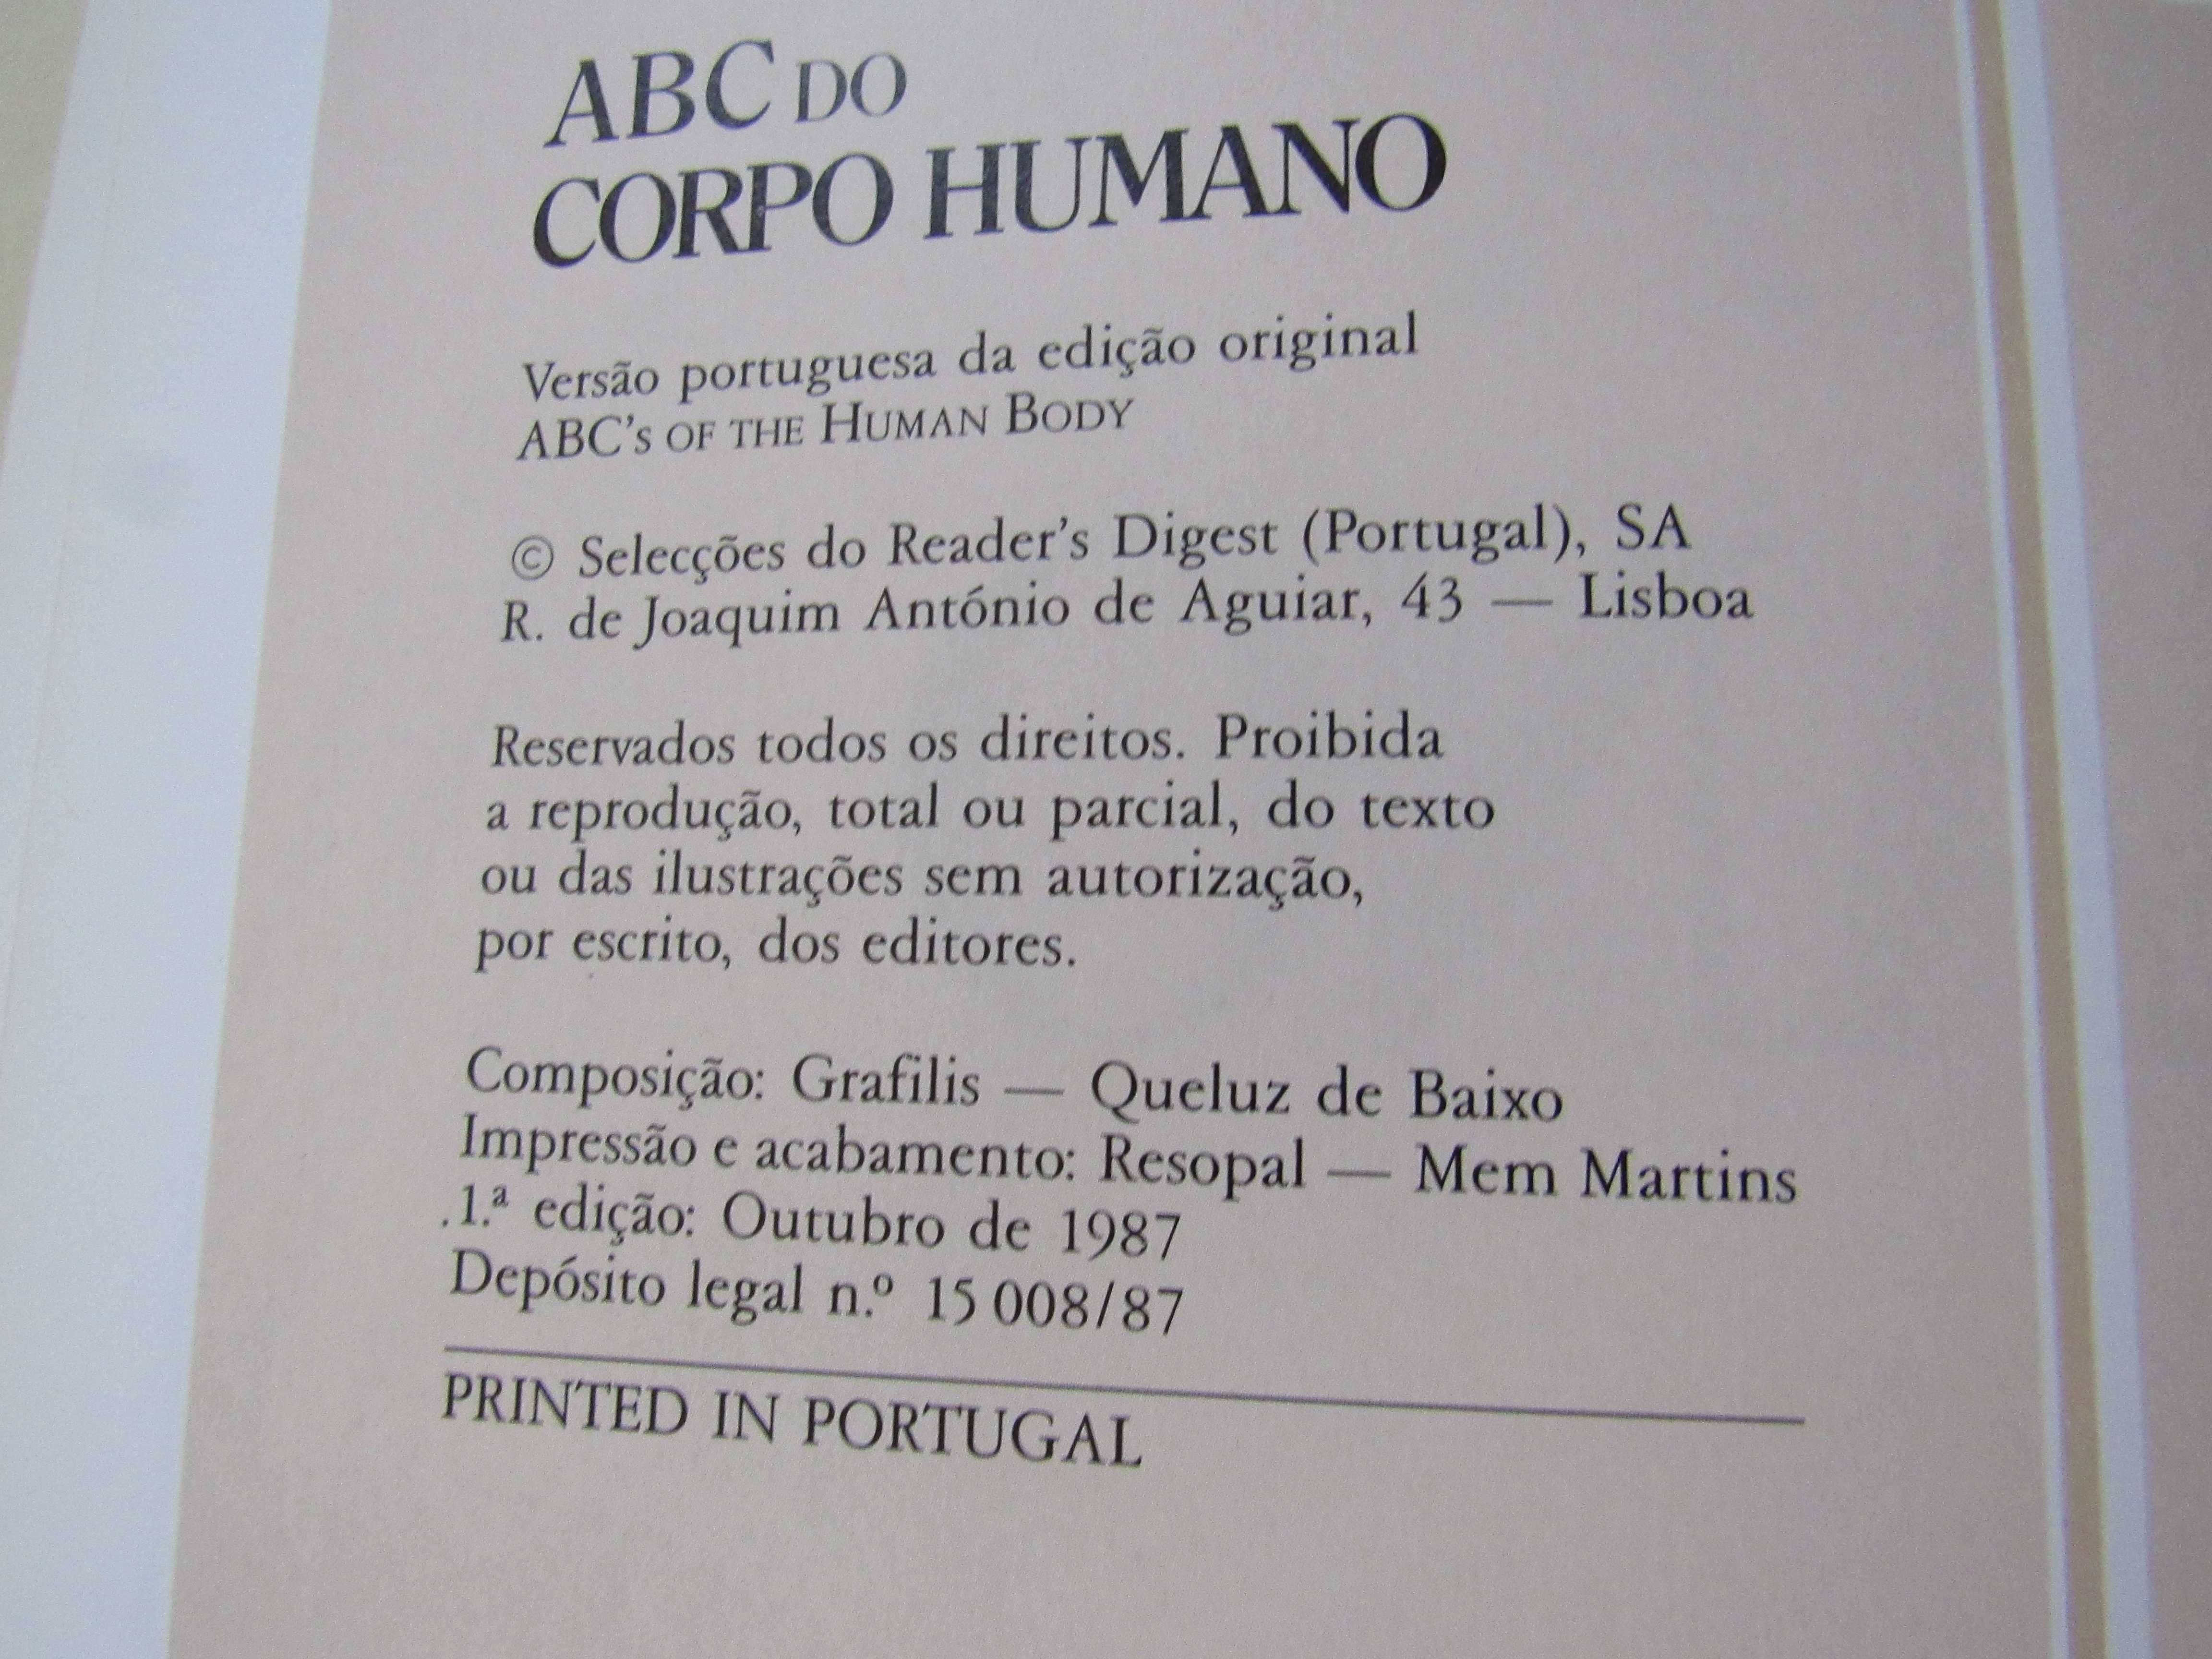 ABC DO
CORPO HUMANO
Versão portuguesa da edição original
ABC's OF THE HUMAN BODY
© Selecções do Reader's Digest (Portugal), SA
R. de Joaquim António de Aguiar, 43 — Lisboa
Reservados todos os direitos. Proibida
a reprodução, total ou parcial, do texto
ou das ilustrações sem autorização,
por escrito, dos editores.
Composição: Grafilis — Queluz de Baixo
Impressão e acabamento: Resopal — Mem Martins
1.ª edição: Outubro de 1987
Depósito legal n.º 15 008/87
PRINTED IN PORTUGAL